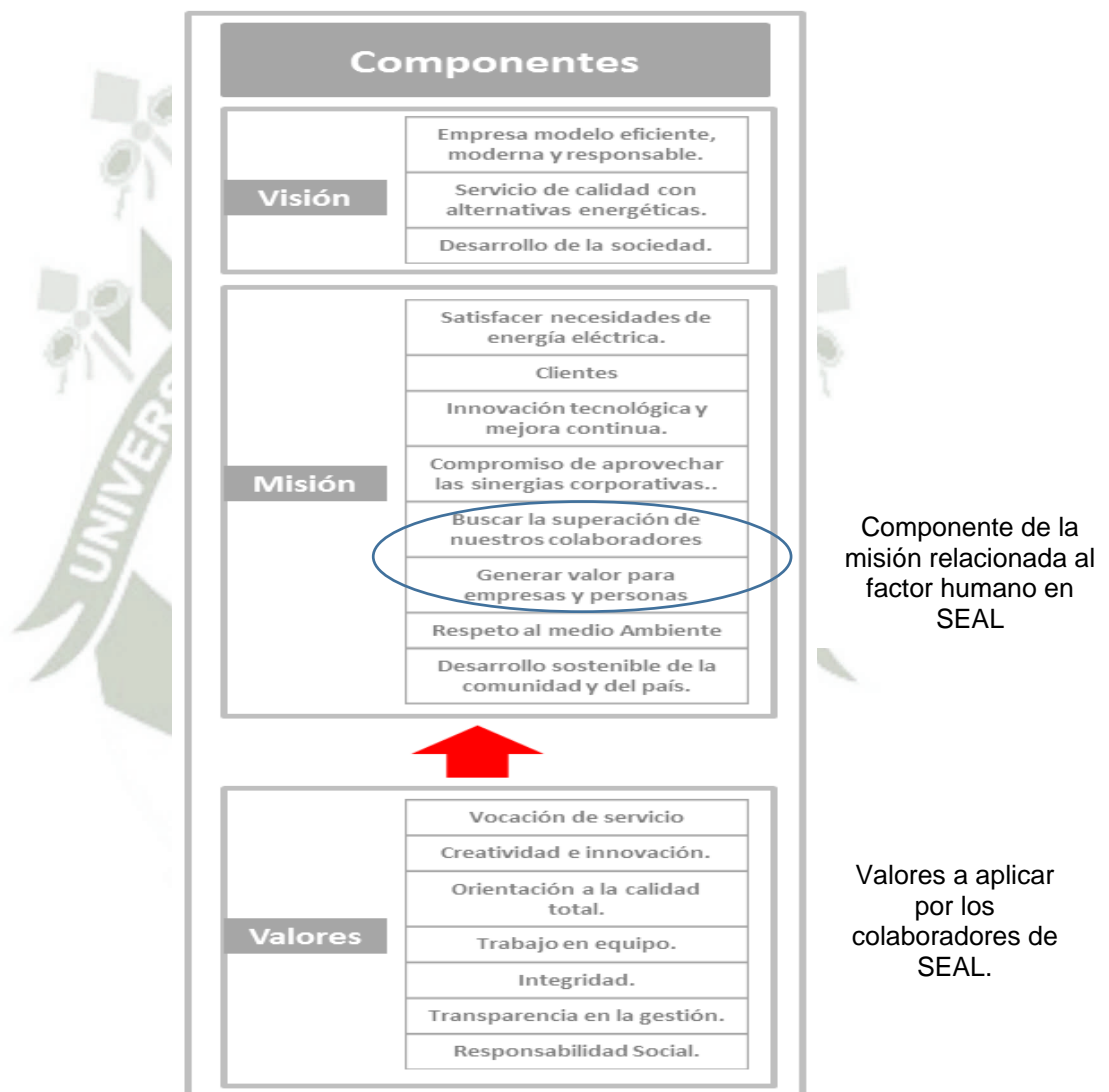 Componentes
Visión
Empresa modelo eficiente,
moderna y responsable.
Servicio de calidad con
alternativas energéticas.
Desarrollo de la sociedad.
Misión
Satisfacer necesidades de
energía eléctrica.
Clientes
Innovación tecnológica y
mejora continua.
Compromiso de aprovechar
las sinergias corporativas..
Buscar la superación de
nuestros colaboradores
Generar valor para
empresas y personas
Respeto al medio Ambiente
Desarrollo sostenible de la
comunidad y del país.
Componente de la
misión relacionada al
factor humano en
SEAL
Valores
Vocación de servicio
Creatividad e innovación.
Orientación a la calidad
total.
Trabajo en equipo.
Integridad.
Transparencia en la gestión.
Responsabilidad Social.
Valores a aplicar
por los
colaboradores de
SEAL.